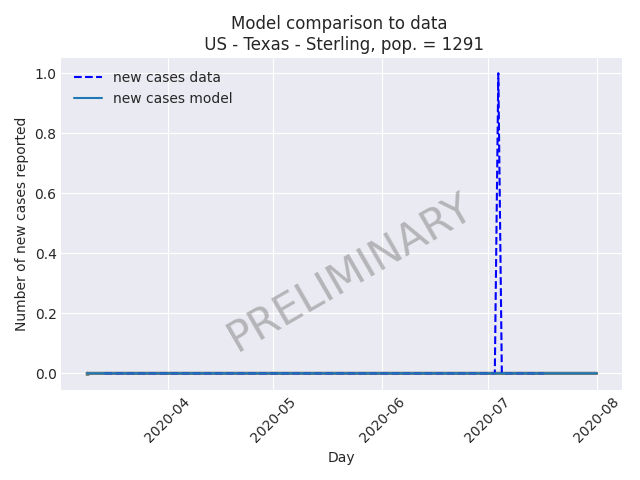 Model comparison to data
US - Texas - Sterling, pop. = 1291
new cases data
new cases model
Number of new cases reported
1.0
0.8
0.6
0.4
0.2
0.0
PRELIMINARY
2020-04
2020-05
2020-06
2020-07
2020-08
Day